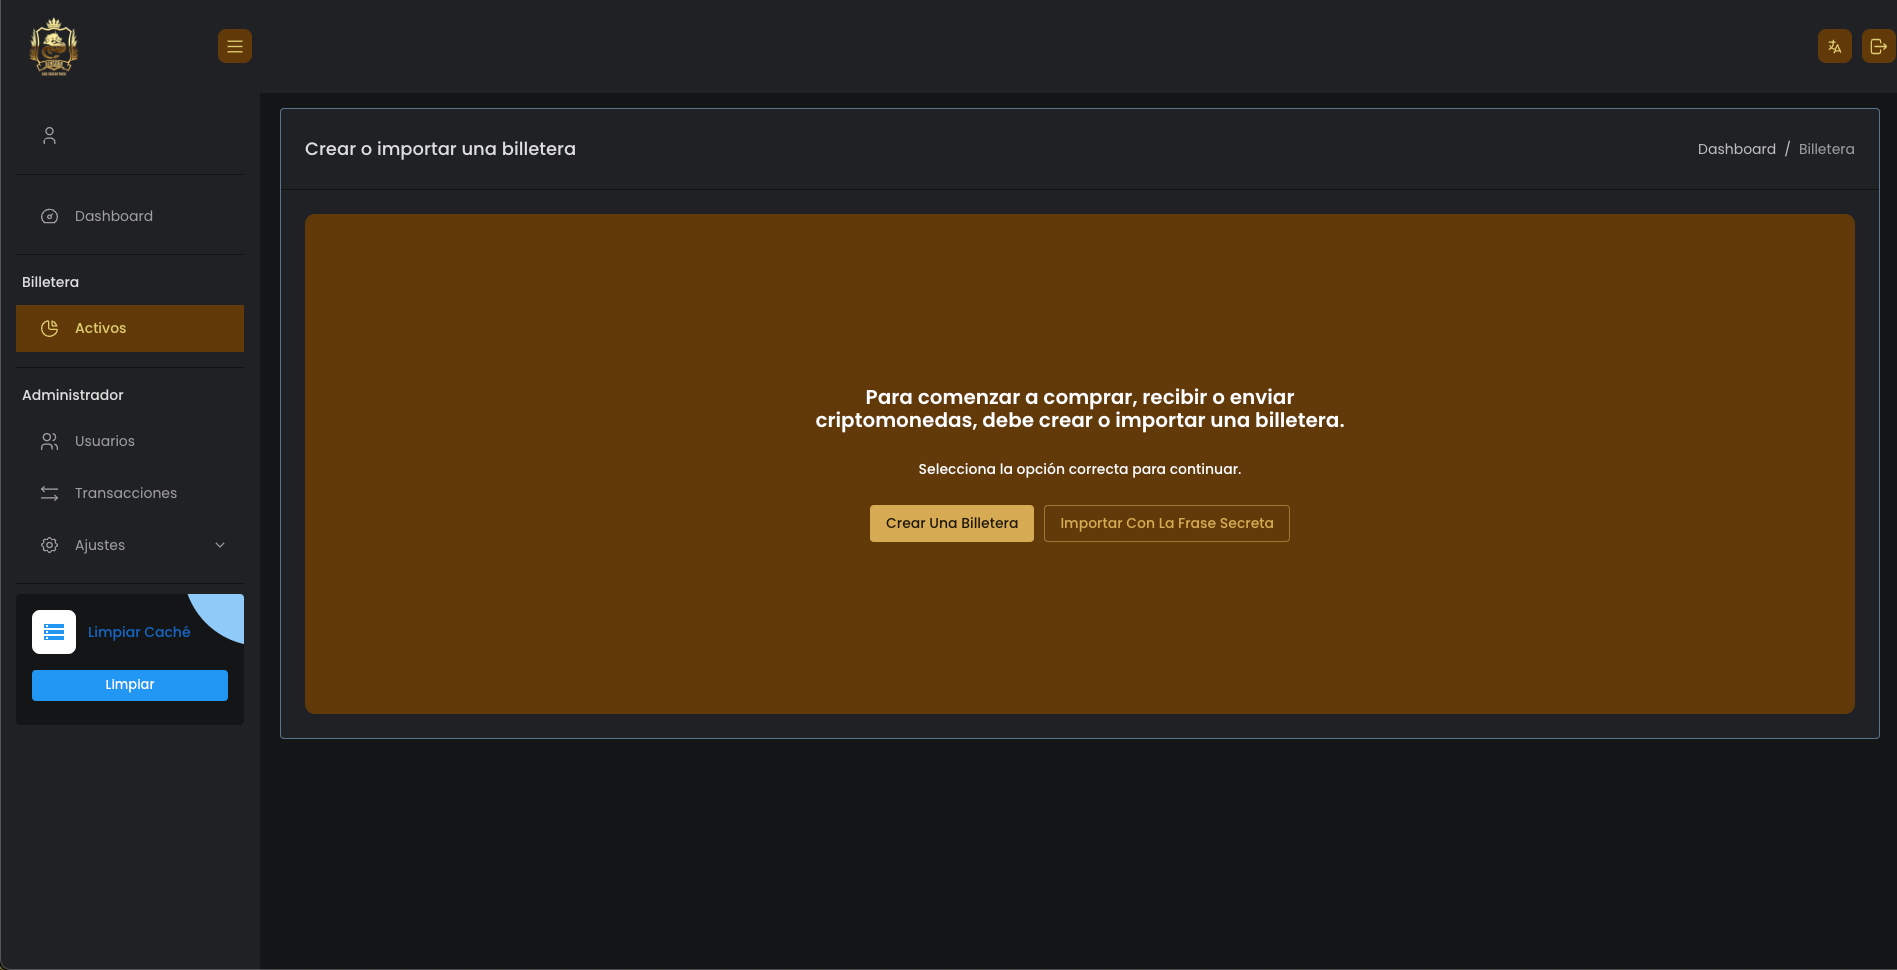 Crear o importar una billetera
Dashboard / Billetera
Dashboard
Billetera
Activos
Administrador
Usuarios
Transacciones
Ajustes
Limpiar Caché
Limpiar
Para comenzar a comprar, recibir o enviar
criptomonedas, debe crear o importar una billetera.
Selecciona la opción correcta para continuar.
Crear Una Billetera
Importar Con La Frase Secreta